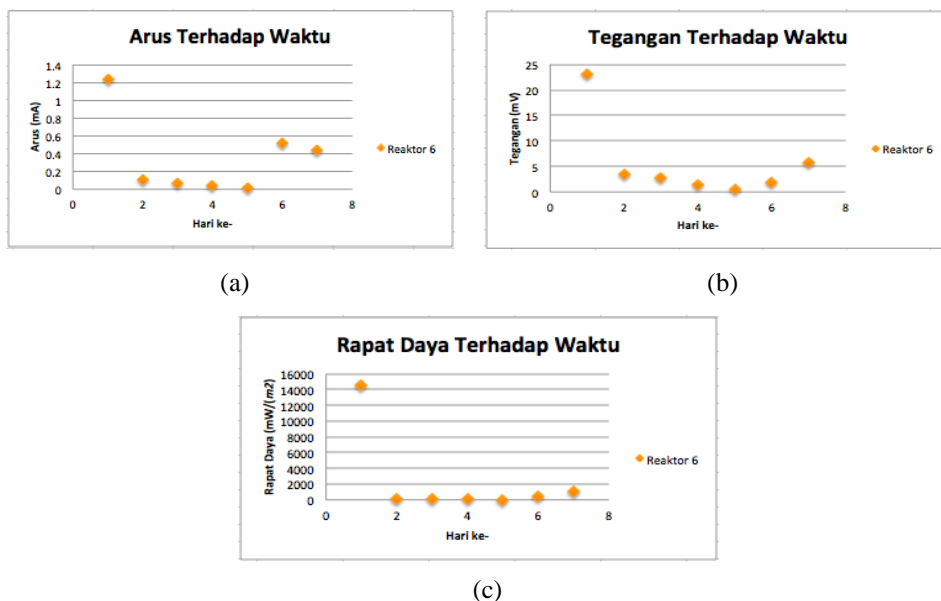 Arus Terhadap Waktu
1.4
1.2
1
0.8
0.6
0.4
0.2
0
Arus (mA)
0 2 4 6 8
Hari ke-
Reaktor 6
(a)
Tegangan Terhadap Waktu
25
20
15
10
5
0
Tegangan (mV)
0 2 4 6 8
Hari ke-
Reaktor 6
(b)
Rapat Daya Terhadap Waktu
16000
14000
12000
10000
8000
6000
4000
2000
0
Rapat Daya (mW/(m2)
0 2 4 6 8
Hari ke-
Reaktor 6
(c)